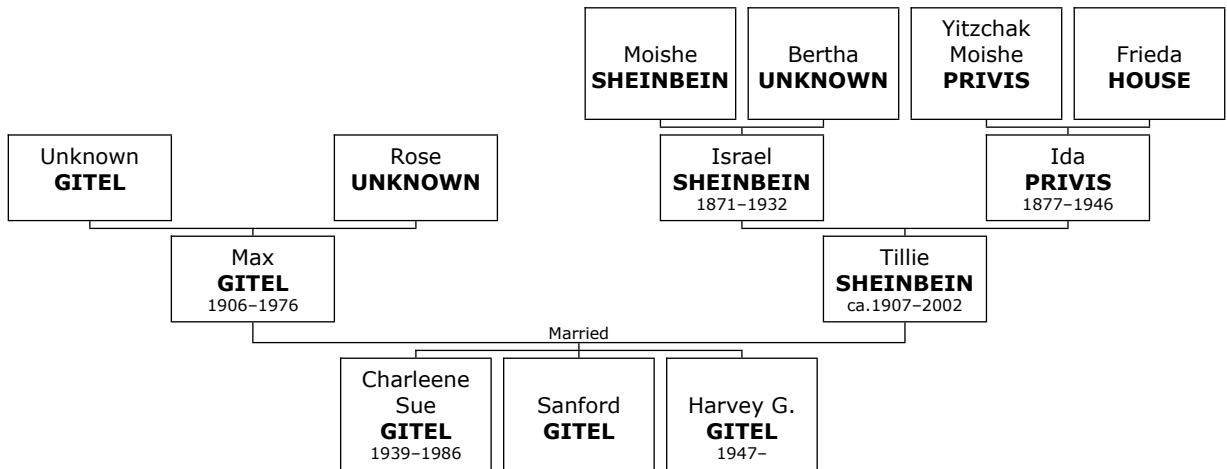 Moishe
SHEINBEIN
Bertha
UNKNOWN
Yitzchak
Moishe
PRIVIS
Frieda
HOUSE
Unknown
GITEL
Rose
UNKNOWN
Israel
SHEINBEIN
1871–1932
Ida
PRIVIS
1877–1946
Max
GITEL
1906–1976
Tillie
SHEINBEIN
ca.1907–2002
Married
Charleene
Sue
GITEL
1939–1986
Sanford
GITEL
Harvey G.
GITEL
1947–